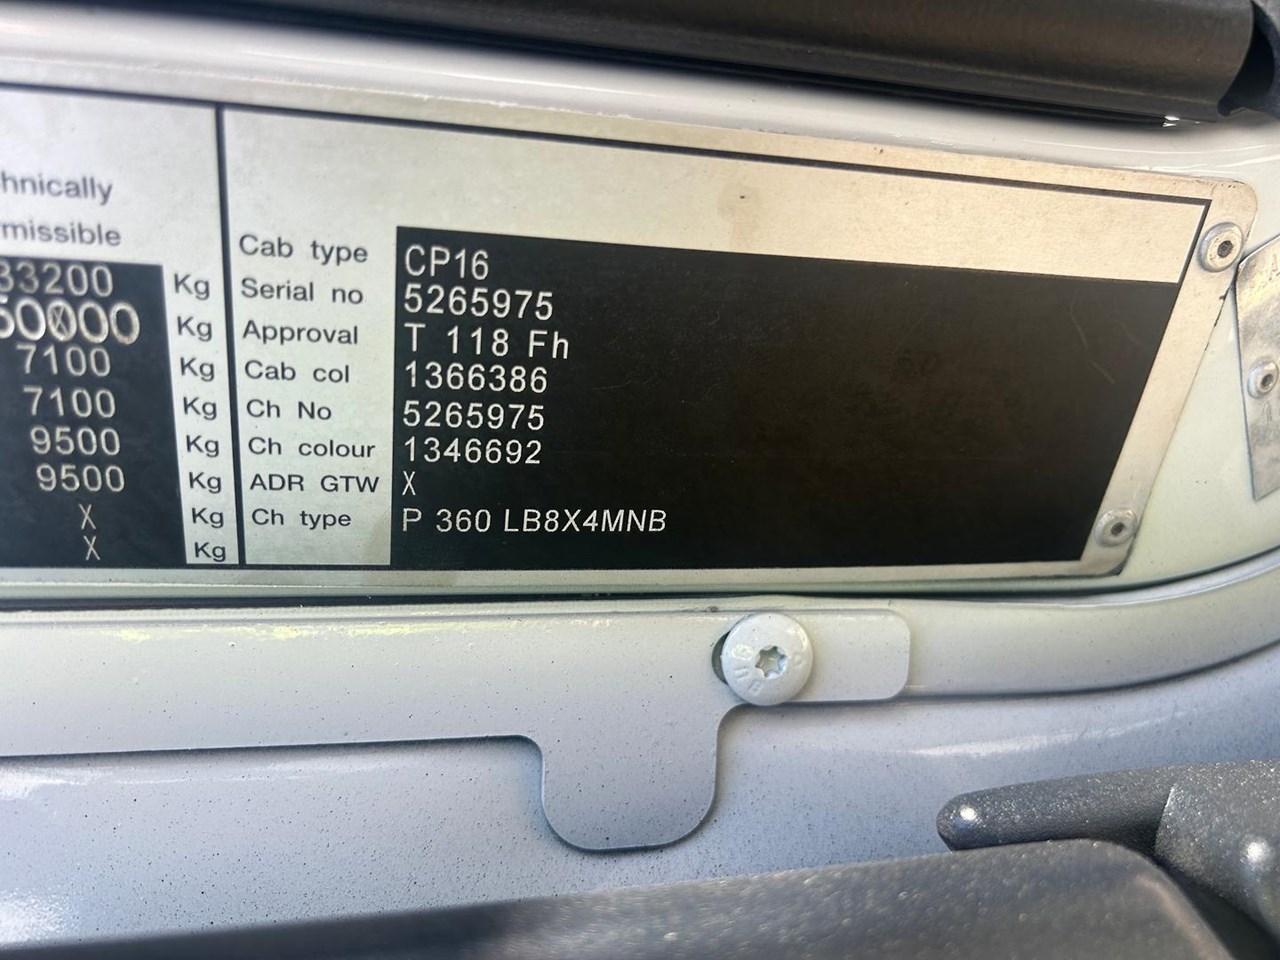 hnically
missible
33200 Kg
50000 Kg
7100 Kg
7100 Kg
9500 Kg
9500 Kg
X Kg
X Kg
Cab type CP16
Serial no 5265975
Approval T 118 Fh
Cab col 1366386
Ch No 5265975
Ch colour 1346692
ADR GTW X
Ch type P 360 LB8X4MNB